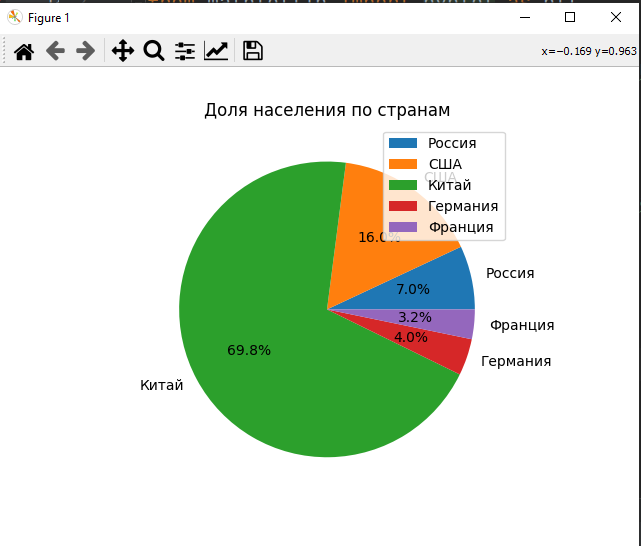 Figure 1
x=−0.169 y=0.963
Доля населения по странам
Россия
США
Китай
Германия
Франция
США
16.0%
Россия
7.0%
3.2%
Франция
4.0%
Германия
69.8%
Китай